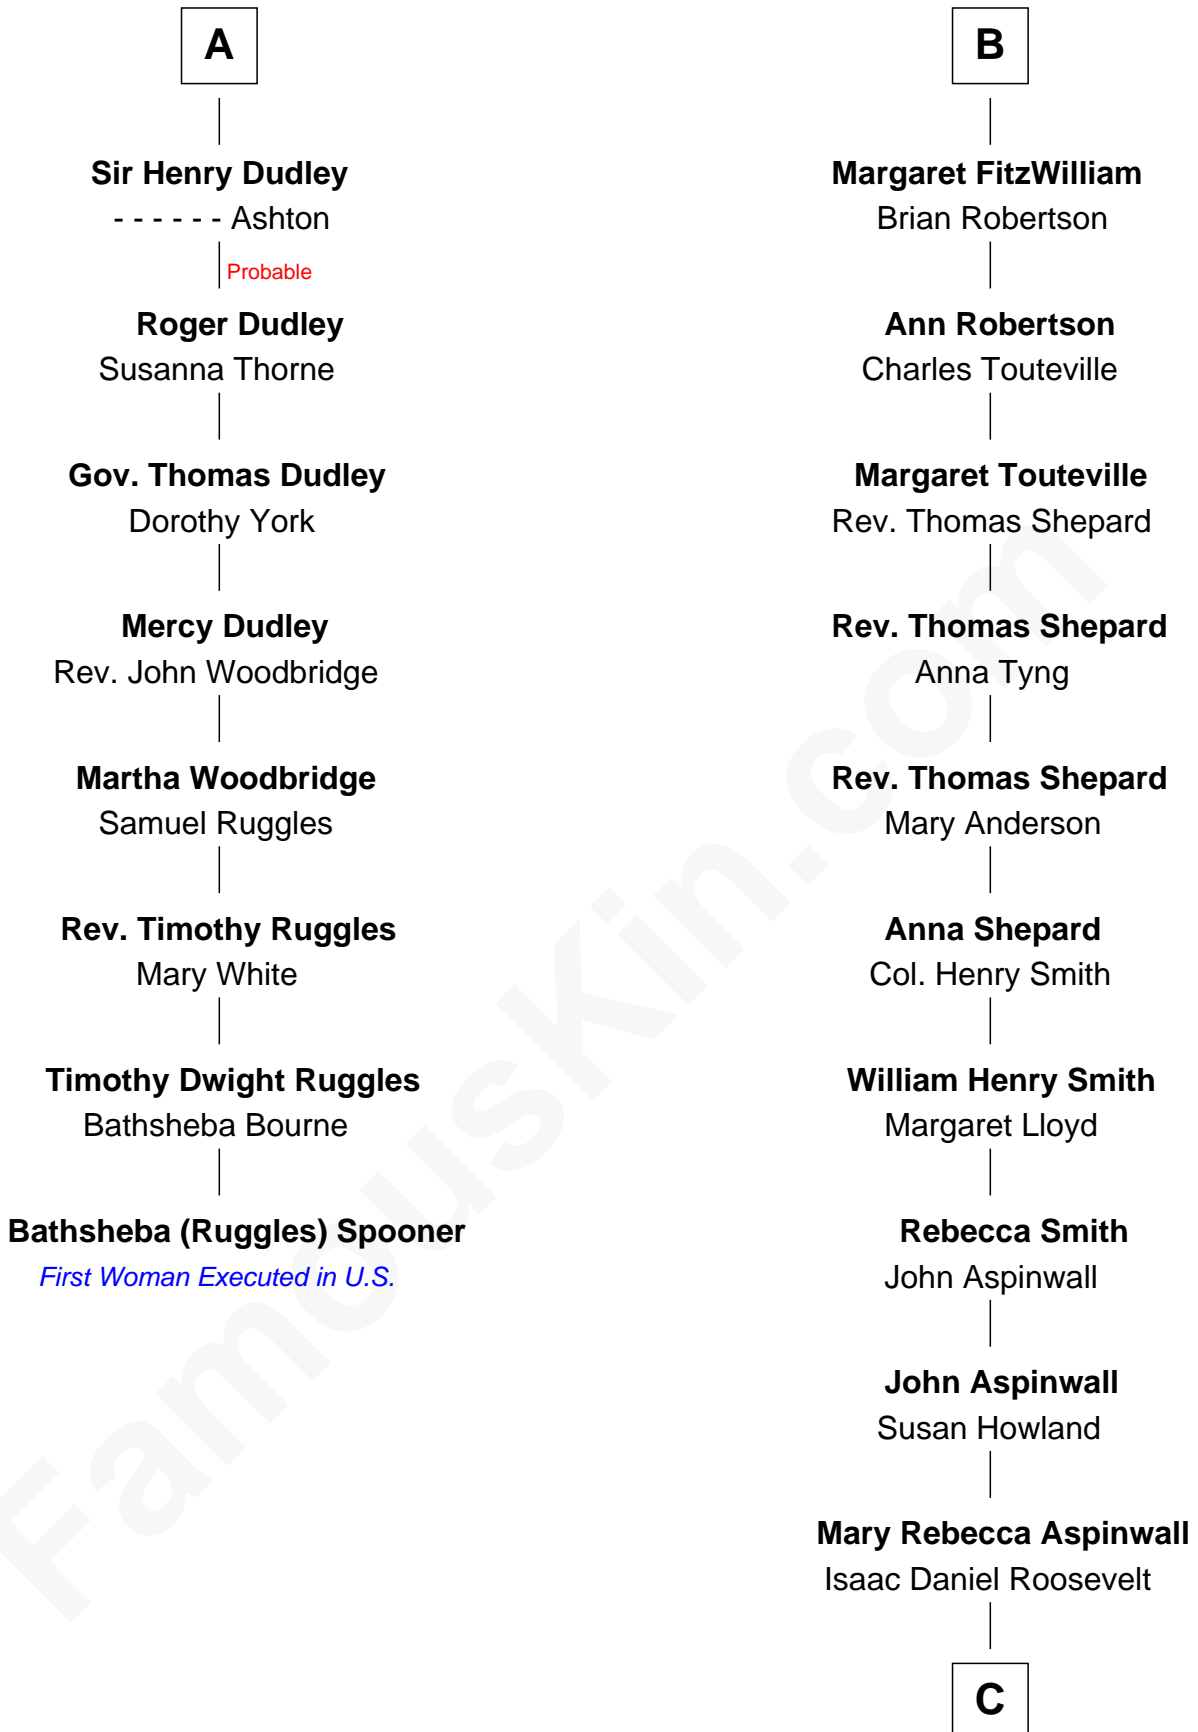 A
Sir Henry Dudley
- - - - - - Ashton
Probable
Roger Dudley
Susanna Thorne
Gov. Thomas Dudley
Dorothy York
Mercy Dudley
Rev. John Woodbridge
Martha Woodbridge
Samuel Ruggles
Rev. Timothy Ruggles
Mary White
Timothy Dwight Ruggles
Bathsheba Bourne
Bathsheba (Ruggles) Spooner
First Woman Executed in U.S.
B
Margaret FitzWilliam
Brian Robertson
Ann Robertson
Charles Touteville
Margaret Touteville
Rev. Thomas Shepard
Rev. Thomas Shepard
Anna Tyng
Rev. Thomas Shepard
Mary Anderson
Anna Shepard
Col. Henry Smith
William Henry Smith
Margaret Lloyd
Rebecca Smith
John Aspinwall
John Aspinwall
Susan Howland
Mary Rebecca Aspinwall
Isaac Daniel Roosevelt
C
FamousKin.com